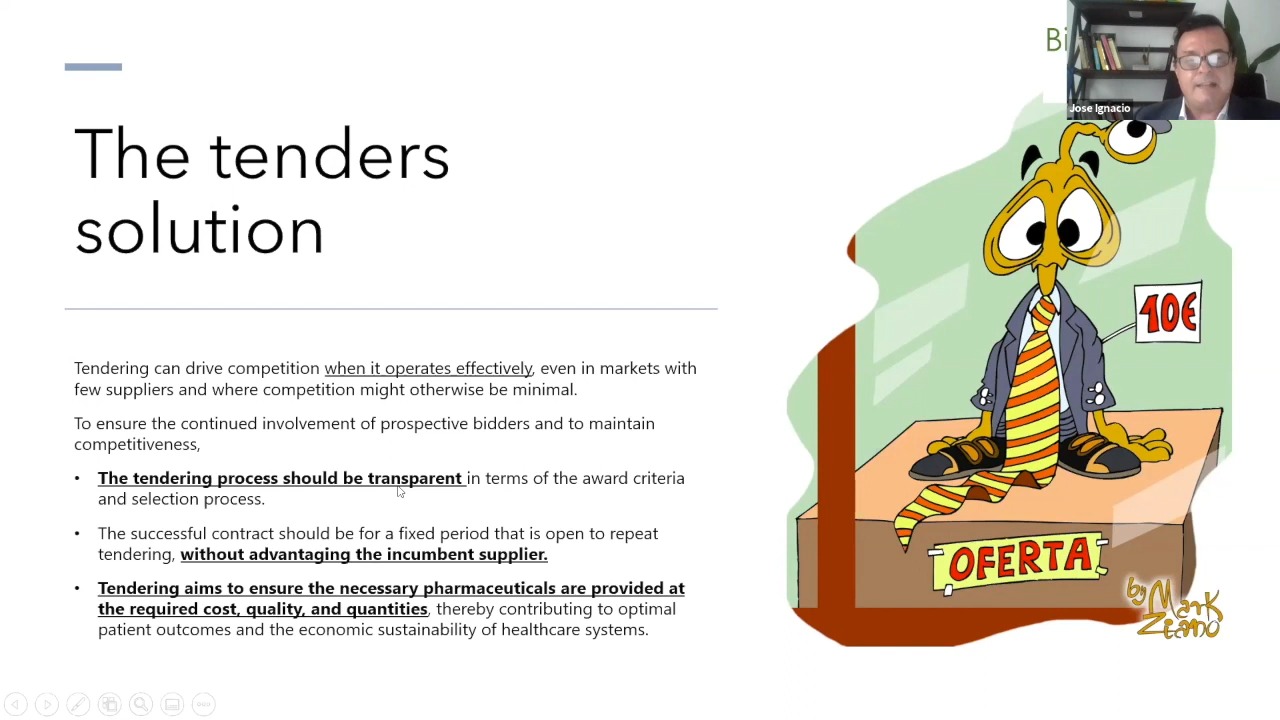 Bi
Jose Ignacio
The tenders
solution
Tendering can drive competition when it operates effectively, even in markets with
few suppliers and where competition might otherwise be minimal.
To ensure the continued involvement of prospective bidders and to maintain
competitiveness,
• The tendering process should be transparent in terms of the award criteria
and selection process.
• The successful contract should be for a fixed period that is open to repeat
tendering, without advantaging the incumbent supplier.
• Tendering aims to ensure the necessary pharmaceuticals are provided at
the required cost, quality, and quantities, thereby contributing to optimal
patient outcomes and the economic sustainability of healthcare systems.
10€
OFERTA
by Mark
Ziano